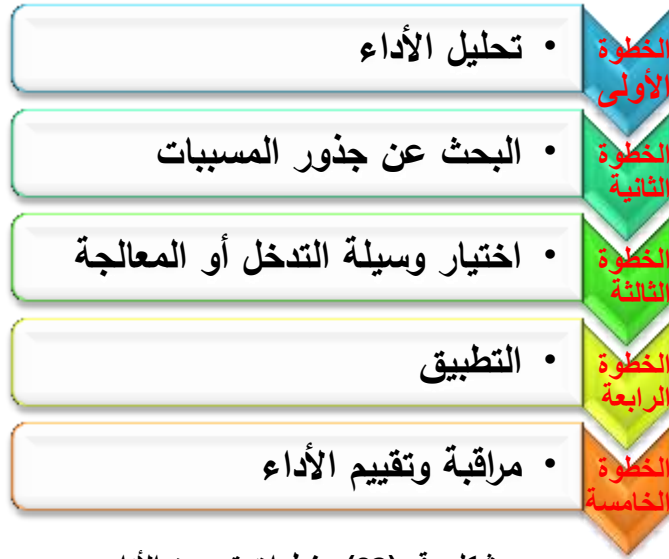 الخطوة الأولى
• تحليل الأداء
الخطوة الثانية
• البحث عن جذور المسببات
الخطوة الثالثة
• اختيار وسيلة التدخل أو المعالجة
الخطوة الرابعة
• التطبيق
الخطوة الخامسة
• مراقبة وتقييم الأداء